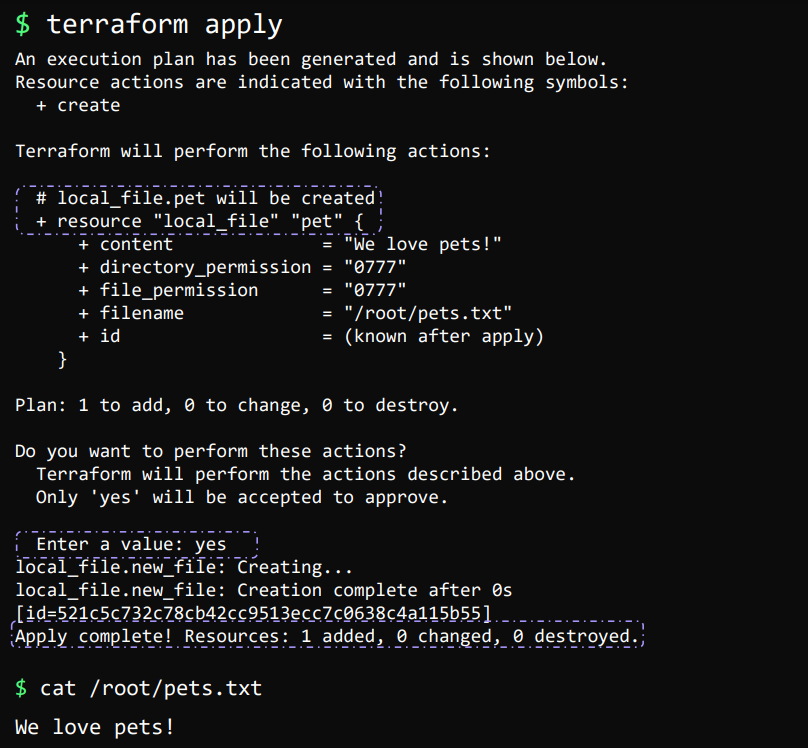 $ terraform apply
An execution plan has been generated and is shown below.
Resource actions are indicated with the following symbols:
  + create
Terraform will perform the following actions:
  # local_file.pet will be created
  + resource "local_file" "pet" {
      + content              = "We love pets!"
      + directory_permission = "0777"
      + file_permission      = "0777"
      + filename             = "/root/pets.txt"
      + id                   = (known after apply)
    }
Plan: 1 to add, 0 to change, 0 to destroy.
Do you want to perform these actions?
  Terraform will perform the actions described above.
  Only 'yes' will be accepted to approve.
  Enter a value: yes
local_file.new_file: Creating...
local_file.new_file: Creation complete after 0s
[id=521c5c732c78cb42cc9513ecc7c0638c4a115b55]
Apply complete! Resources: 1 added, 0 changed, 0 destroyed.
$ cat /root/pets.txt
We love pets!